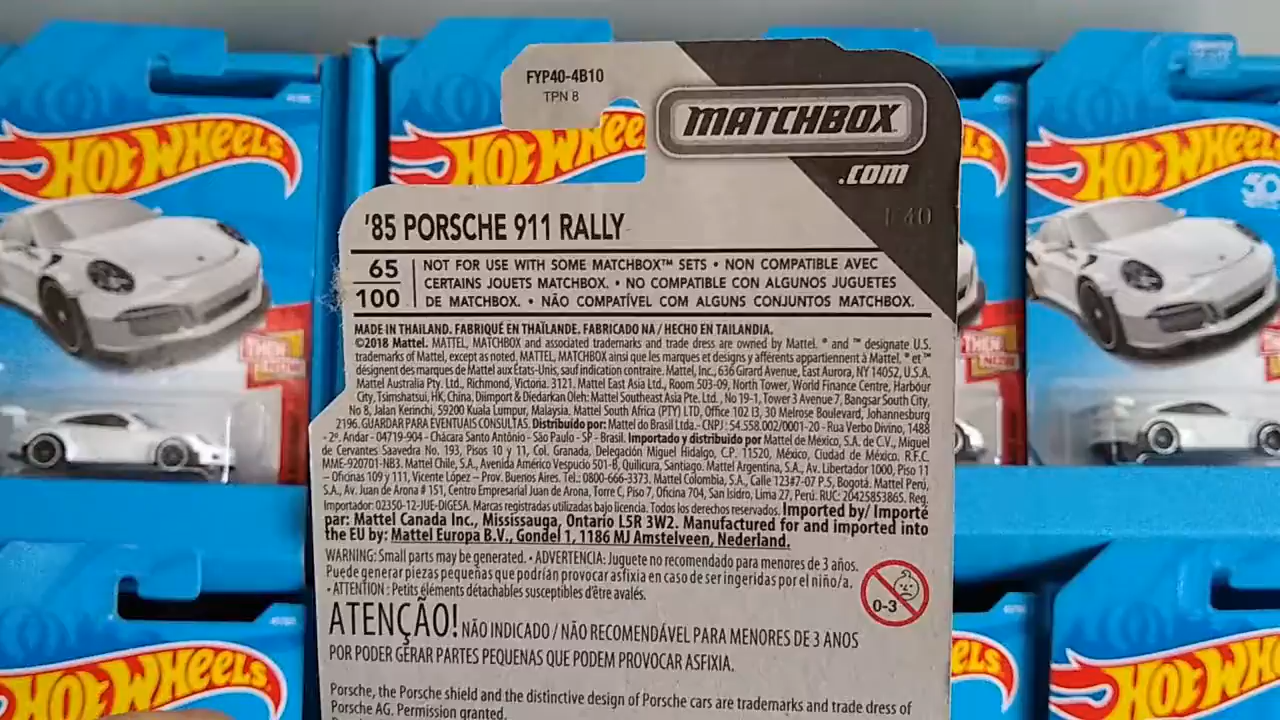 FYP40-4B10
TPN 8
MATCHBOX
.COM
'85 PORSCHE 911 RALLY
65
100
NOT FOR USE WITH SOME MATCHBOX™ SETS • NON COMPATIBLE AVEC
CERTAINS JOUETS MATCHBOX. • NO COMPATIBLE CON ALGUNOS JUGUETES
DE MATCHBOX. • NÃO COMPATÍVEL COM ALGUNS CONJUNTOS MATCHBOX.
MADE IN THAILAND. FABRIQUÉ EN THAÏLANDE. FABRICADO NA / HECHO EN TAILANDIA.
©2018 Mattel. MATTEL, MATCHBOX and associated trademarks and trade dress are owned by Mattel. ® and ™ designate U.S.
trademarks of Mattel, except as noted. MATTEL, MATCHBOX ainsi que les marques et designs y afférents appartiennent à Mattel. ® et ™
désignent des marques de Mattel aux États-Unis, sauf indication contraire. Mattel, Inc., 636 Girard Avenue, East Aurora, NY 14052, U.S.A.
Mattel Australia Pty. Ltd., Richmond, Victoria. 3121. Mattel East Asia Ltd., Room 503-09, North Tower, World Finance Centre, Harbour
City, Tsimshatsui, HK, China. Diimport & Diedarkan Oleh: Mattel Southeast Asia Pte. Ltd., No 19-1, Tower 3 Avenue 7, Bangsar South City,
No 8, Jalan Kerinchi, 59200 Kuala Lumpur, Malaysia. Mattel South Africa (PTY) LTD, Office 102 I3, 30 Melrose Boulevard, Johannesburg
2196. GUARDAR PARA EVENTUAIS CONSULTAS. Distribuido por: Mattel do Brasil Ltda.- CNPJ: 54.558.002/0001-20 - Rua Verbo Divino, 1488
- 2º. Andar - 04719-904 - Chácara Santo Antônio - São Paulo - SP - Brasil. Importado y distribuido por Mattel de México, S.A. de C.V., Miguel
de Cervantes Saavedra No. 193, Pisos 10 y 11, Col. Granada, Delegación Miguel Hidalgo, C.P. 11520, México, Ciudad de México. R.F.C.
MME-920701-NB3. Mattel Chile, S.A., Avenida Américo Vespucio 501-B, Quilicura, Santiago. Mattel Argentina, S.A., Av. Libertador 1000, Piso 11
– Oficinas 109 y 111, Vicente López – Prov. Buenos Aires. Tel.: 0800-666-3373. Mattel Colombia, S.A., Calle 123#7-07 P.5, Bogotá. Mattel Perú,
S.A., Av. Juan de Arona # 151, Centro Empresarial Juan de Arona, Torre C, Piso 7, Oficina 704, San Isidro, Lima 27, Perú. RUC: 20425853865. Reg.
Importador: 02350-12-JUE-DIGESA. Marcas registradas utilizadas bajo licencia. Todos los derechos reservados. Imported by/ Importé
par: Mattel Canada Inc., Mississauga, Ontario L5R 3W2. Manufactured for and imported into
the EU by: Mattel Europa B.V., Gondel 1, 1186 MJ Amstelveen, Nederland.
WARNING: Small parts may be generated. • ADVERTENCIA: Juguete no recomendado para menores de 3 años.
Puede generar piezas pequeñas que podrían provocar asfixia en caso de ser ingeridas por el niño/a.
• ATTENTION : Petits éléments détachables susceptibles d'être avalés.
0-3
ATENÇÃO! NÃO INDICADO / NÃO RECOMENDÁVEL PARA MENORES DE 3 ANOS
POR PODER GERAR PARTES PEQUENAS QUE PODEM PROVOCAR ASFIXIA.
Porsche, the Porsche shield and the distinctive design of Porsche cars are trademarks and trade dress of
Porsche AG. Permission granted.
HOT WHEELS
HOT WHEELS
HOT WHEELS
HOT WHEELS
HOT WHEELS